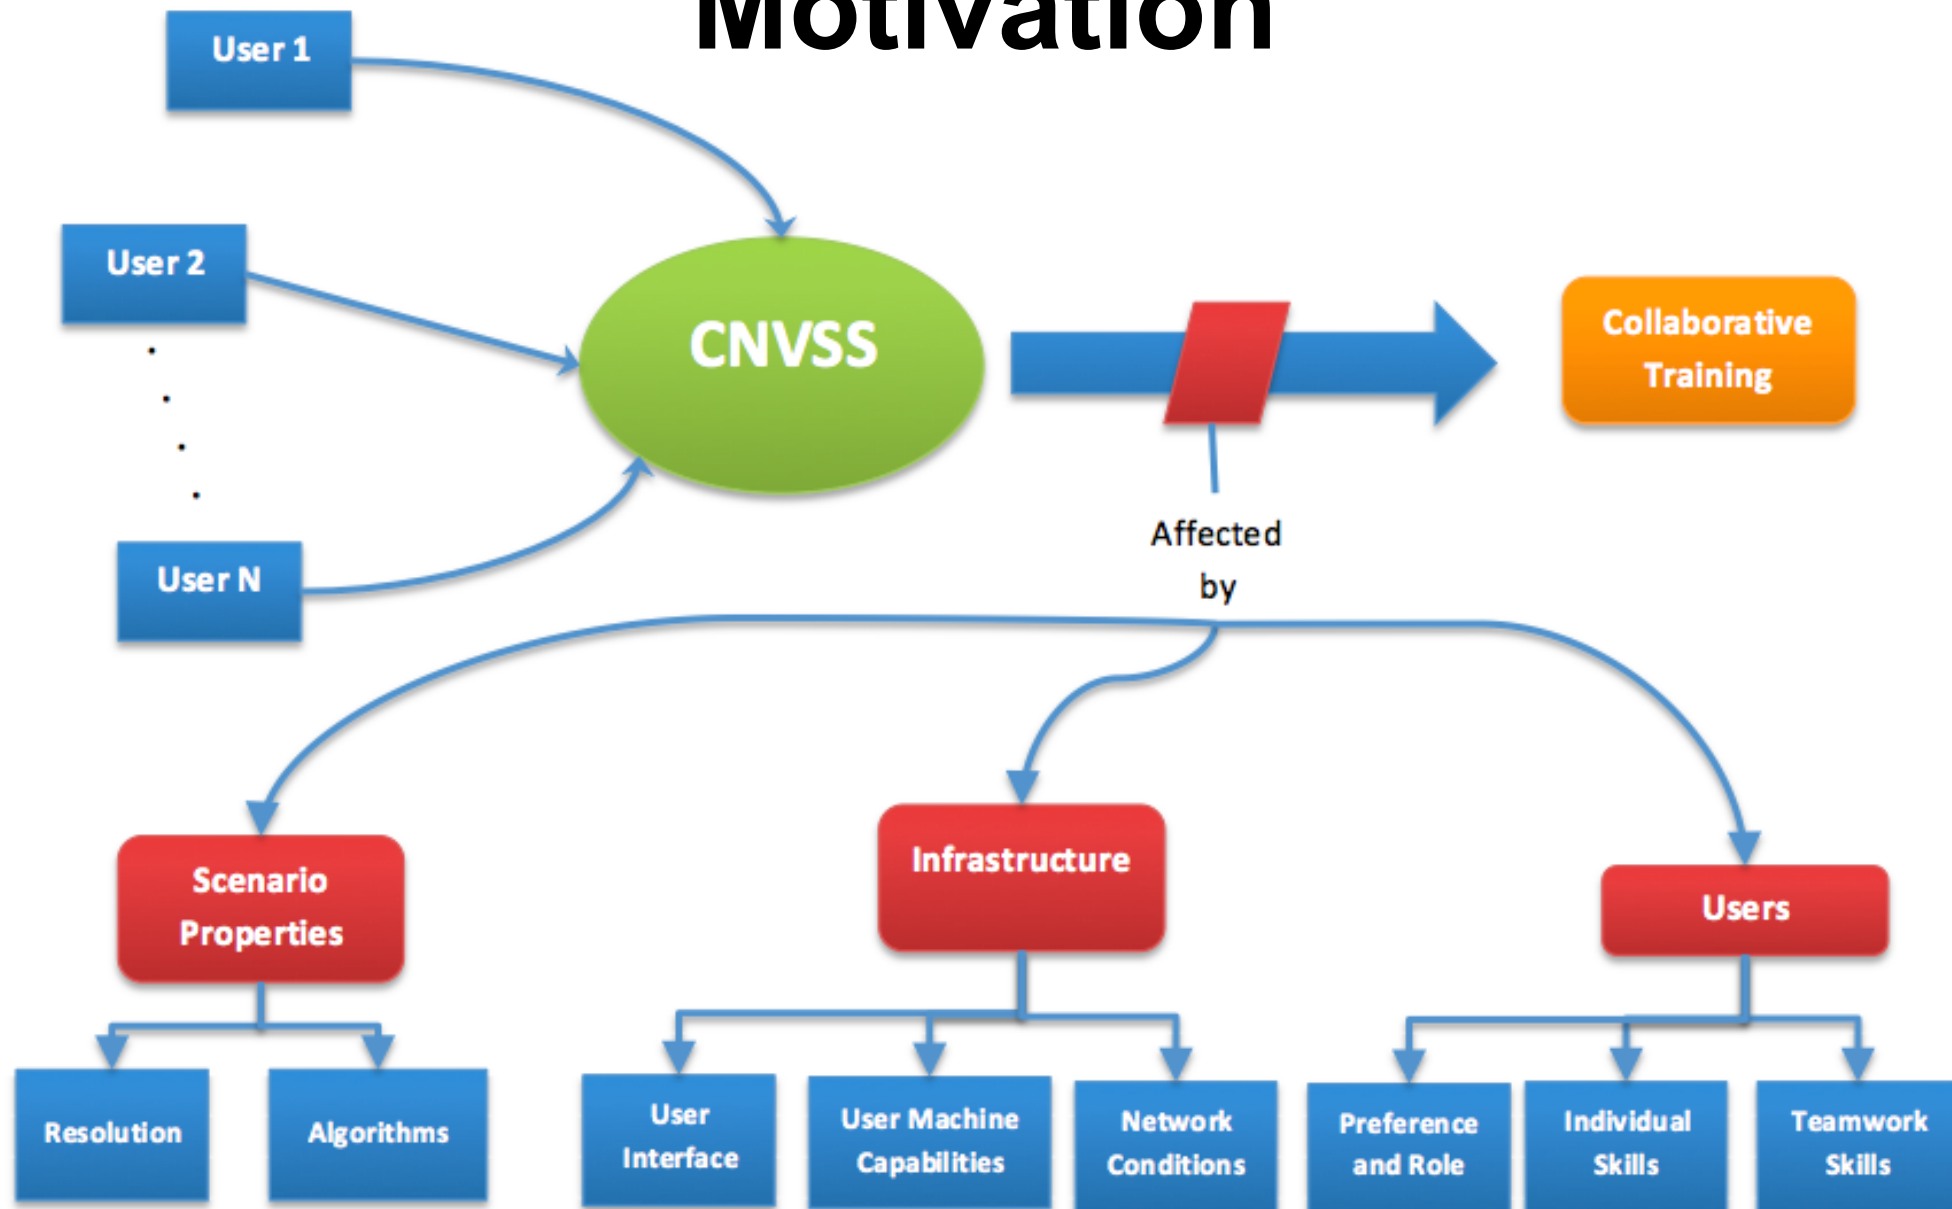 Motivation
User 1
User 2
.
.
.
.
User N
CNVSS
Collaborative
Training
Affected
by
Scenario
Properties
Infrastructure
Users
Resolution
Algorithms
User
Interface
User Machine
Capabilities
Network
Conditions
Preference
and Role
Individual
Skills
Teamwork
Skills